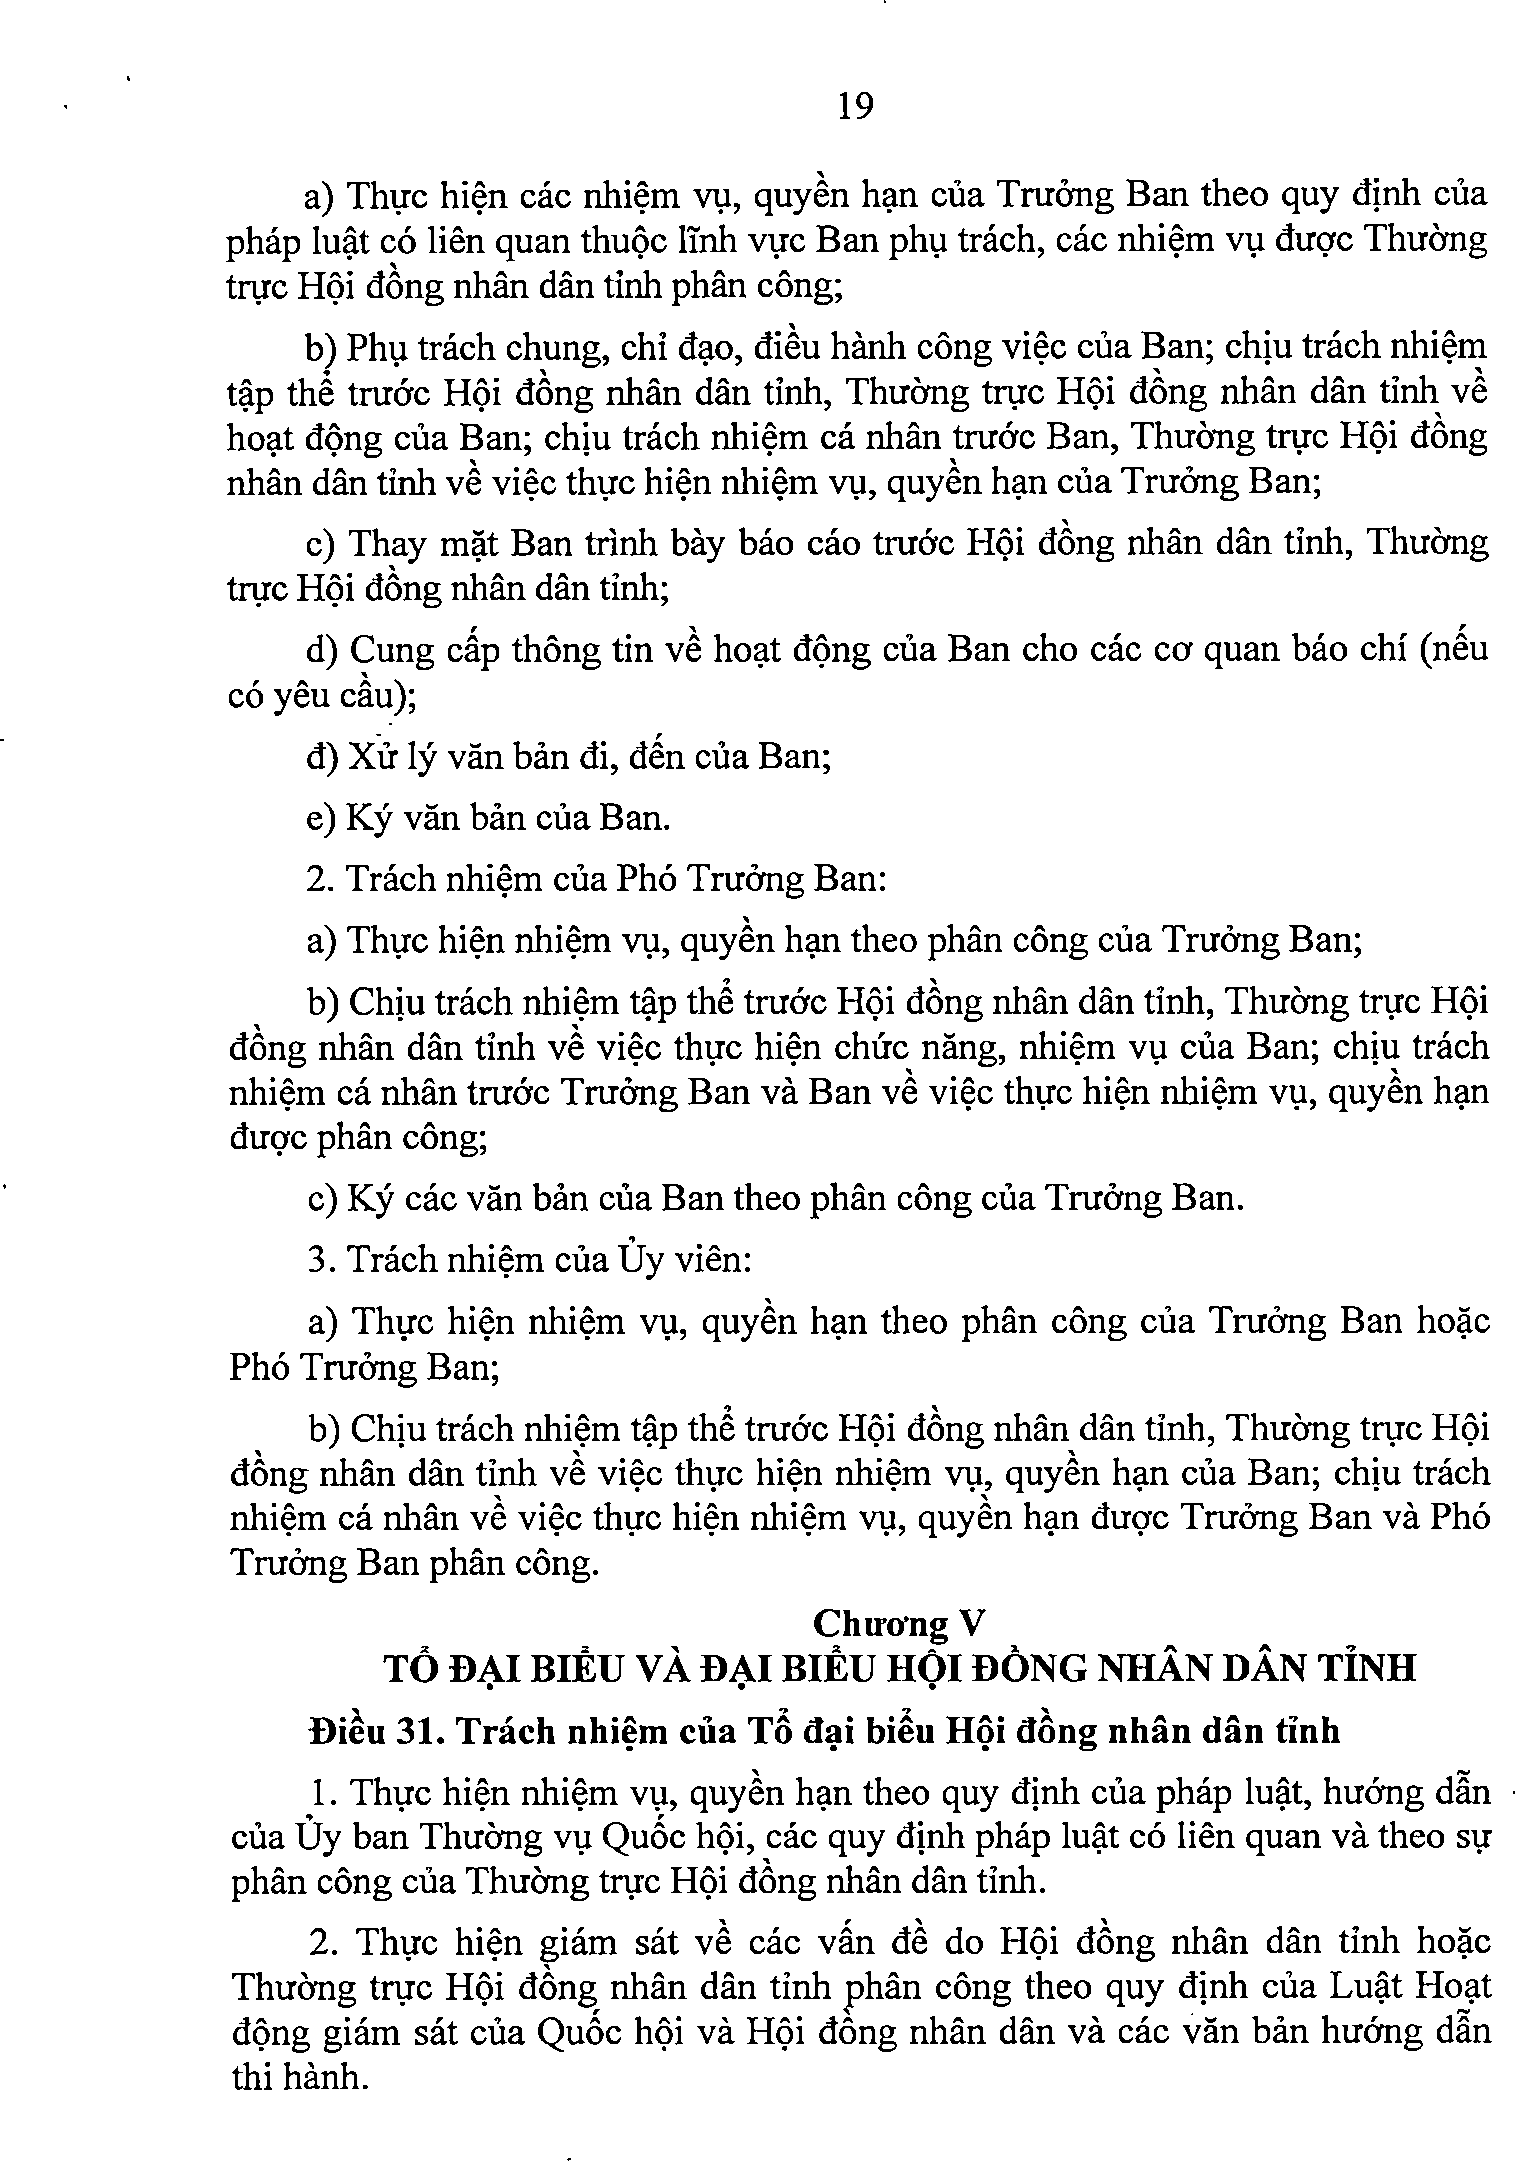 19
a) Thực hiện các nhiệm vụ, quyền hạn của Trưởng Ban theo quy định của
pháp luật có liên quan thuộc lĩnh vực Ban phụ trách, các nhiệm vụ được Thường
trực Hội đồng nhân dân tỉnh phân công;
b) Phụ trách chung, chỉ đạo, điều hành công việc của Ban; chịu trách nhiệm
tập thể trước Hội đồng nhân dân tỉnh, Thường trực Hội đồng nhân dân tỉnh về
hoạt động của Ban; chịu trách nhiệm cá nhân trước Ban, Thường trực Hội đồng
nhân dân tỉnh về việc thực hiện nhiệm vụ, quyền hạn của Trưởng Ban;
c) Thay mặt Ban trình bày báo cáo trước Hội đồng nhân dân tỉnh, Thường
trực Hội đồng nhân dân tỉnh;
d) Cung cấp thông tin về hoạt động của Ban cho các cơ quan báo chí (nếu
có yêu cầu);
đ) Xử lý văn bản đi, đến của Ban;
e) Ký văn bản của Ban.
2. Trách nhiệm của Phó Trưởng Ban:
a) Thực hiện nhiệm vụ, quyền hạn theo phân công của Trưởng Ban;
b) Chịu trách nhiệm tập thể trước Hội đồng nhân dân tỉnh, Thường trực Hội
đồng nhân dân tỉnh về việc thực hiện chức năng, nhiệm vụ của Ban; chịu trách
nhiệm cá nhân trước Trưởng Ban và Ban về việc thực hiện nhiệm vụ, quyền hạn
được phân công;
c) Ký các văn bản của Ban theo phân công của Trưởng Ban.
3. Trách nhiệm của Ủy viên:
a) Thực hiện nhiệm vụ, quyền hạn theo phân công của Trưởng Ban hoặc
Phó Trưởng Ban;
b) Chịu trách nhiệm tập thể trước Hội đồng nhân dân tỉnh, Thường trực Hội
đồng nhân dân tỉnh về việc thực hiện nhiệm vụ, quyền hạn của Ban; chịu trách
nhiệm cá nhân về việc thực hiện nhiệm vụ, quyền hạn được Trưởng Ban và Phó
Trưởng Ban phân công.
Chương V
TỔ ĐẠI BIỂU VÀ ĐẠI BIỂU HỘI ĐỒNG NHÂN DÂN TỈNH
Điều 31. Trách nhiệm của Tổ đại biểu Hội đồng nhân dân tỉnh
1. Thực hiện nhiệm vụ, quyền hạn theo quy định của pháp luật, hướng dẫn
của Ủy ban Thường vụ Quốc hội, các quy định pháp luật có liên quan và theo sự
phân công của Thường trực Hội đồng nhân dân tỉnh.
2. Thực hiện giám sát về các vấn đề do Hội đồng nhân dân tỉnh hoặc
Thường trực Hội đồng nhân dân tỉnh phân công theo quy định của Luật Hoạt
động giám sát của Quốc hội và Hội đồng nhân dân và các văn bản hướng dẫn
thi hành.